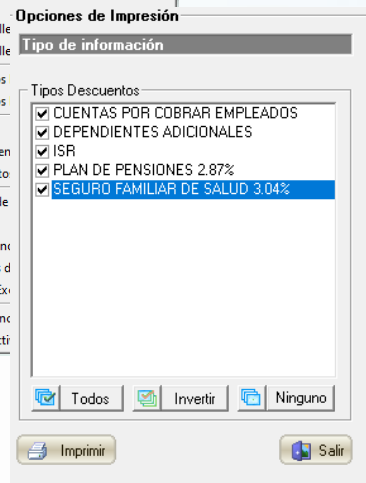 Opciones de Impresión
Tipo de información
Tipos Descuentos
CUENTAS POR COBRAR EMPLEADOS
DEPENDIENTES ADICIONALES
ISR
PLAN DE PENSIONES 2.87%
SEGURO FAMILIAR DE SALUD 3.04%
Todos Invertir Ninguno
Imprimir Salir